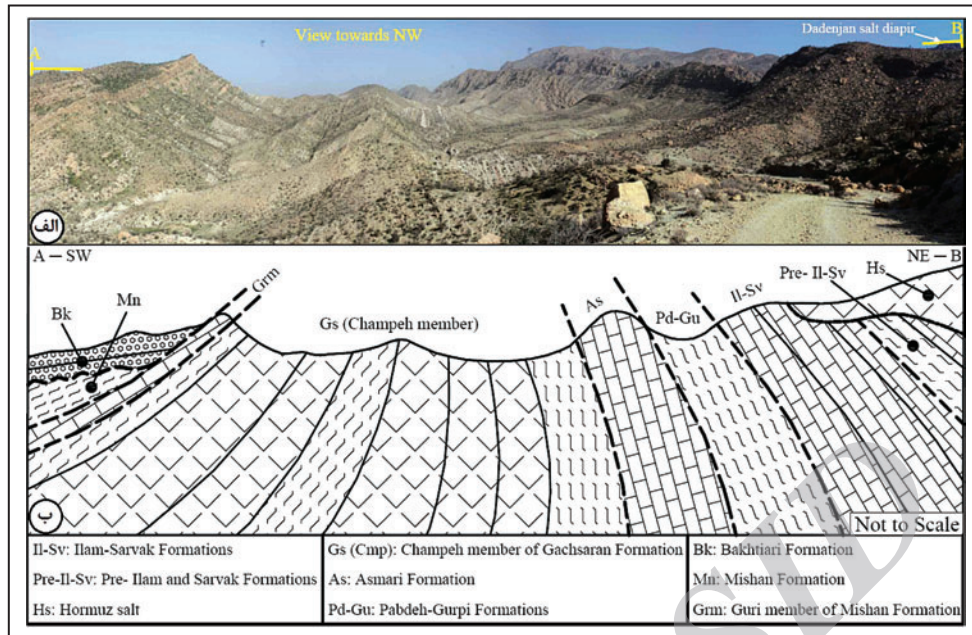 A
View towards NW
Dadenjan salt diapir
B
الف
A – SW
NE – B
Bk
Mn
Grm
Gs (Champeh member)
As
Pd-Gu
Il-Sv
Pre- Il-Sv
Hs
ب
Not to Scale
Il-Sv: Ilam-Sarvak Formations
Pre-Il-Sv: Pre- Ilam and Sarvak Formations
Hs: Hormuz salt
Gs (Cmp): Champeh member of Gachsaran Formation
As: Asmari Formation
Pd-Gu: Pabdeh-Gurpi Formations
Bk: Bakhtiari Formation
Mn: Mishan Formation
Grm: Guri member of Mishan Formation
SID